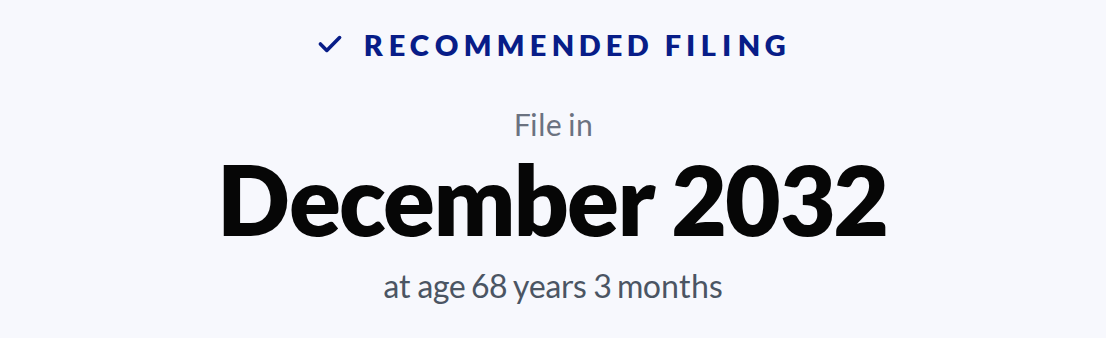 RECOMMENDED FILING
File in
December 2032
at age 68 years 3 months